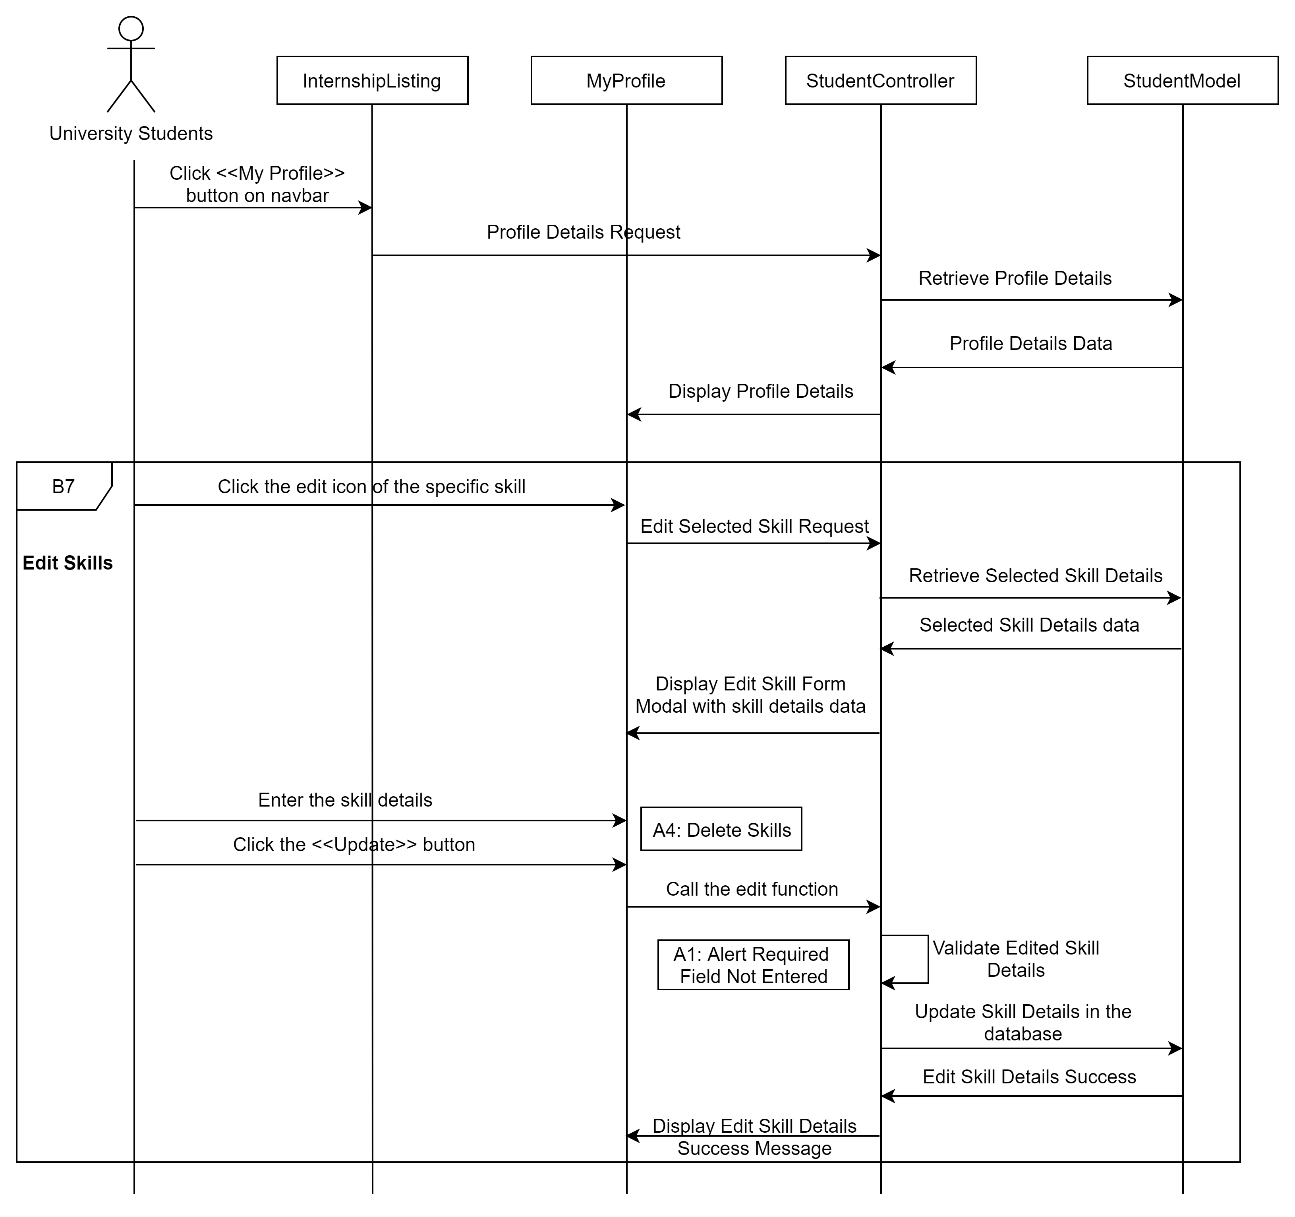 InternshipListing
MyProfile
StudentController
StudentModel
University Students
Click <<My Profile>>
button on navbar
Profile Details Request
Retrieve Profile Details
Profile Details Data
Display Profile Details
B7
Click the edit icon of the specific skill
Edit Selected Skill Request
Edit Skills
Retrieve Selected Skill Details
Selected Skill Details data
Display Edit Skill Form
Modal with skill details data
Enter the skill details
A4: Delete Skills
Click the <<Update>> button
Call the edit function
A1: Alert Required
Field Not Entered
Validate Edited Skill
Details
Update Skill Details in the
database
Edit Skill Details Success
Display Edit Skill Details
Success Message